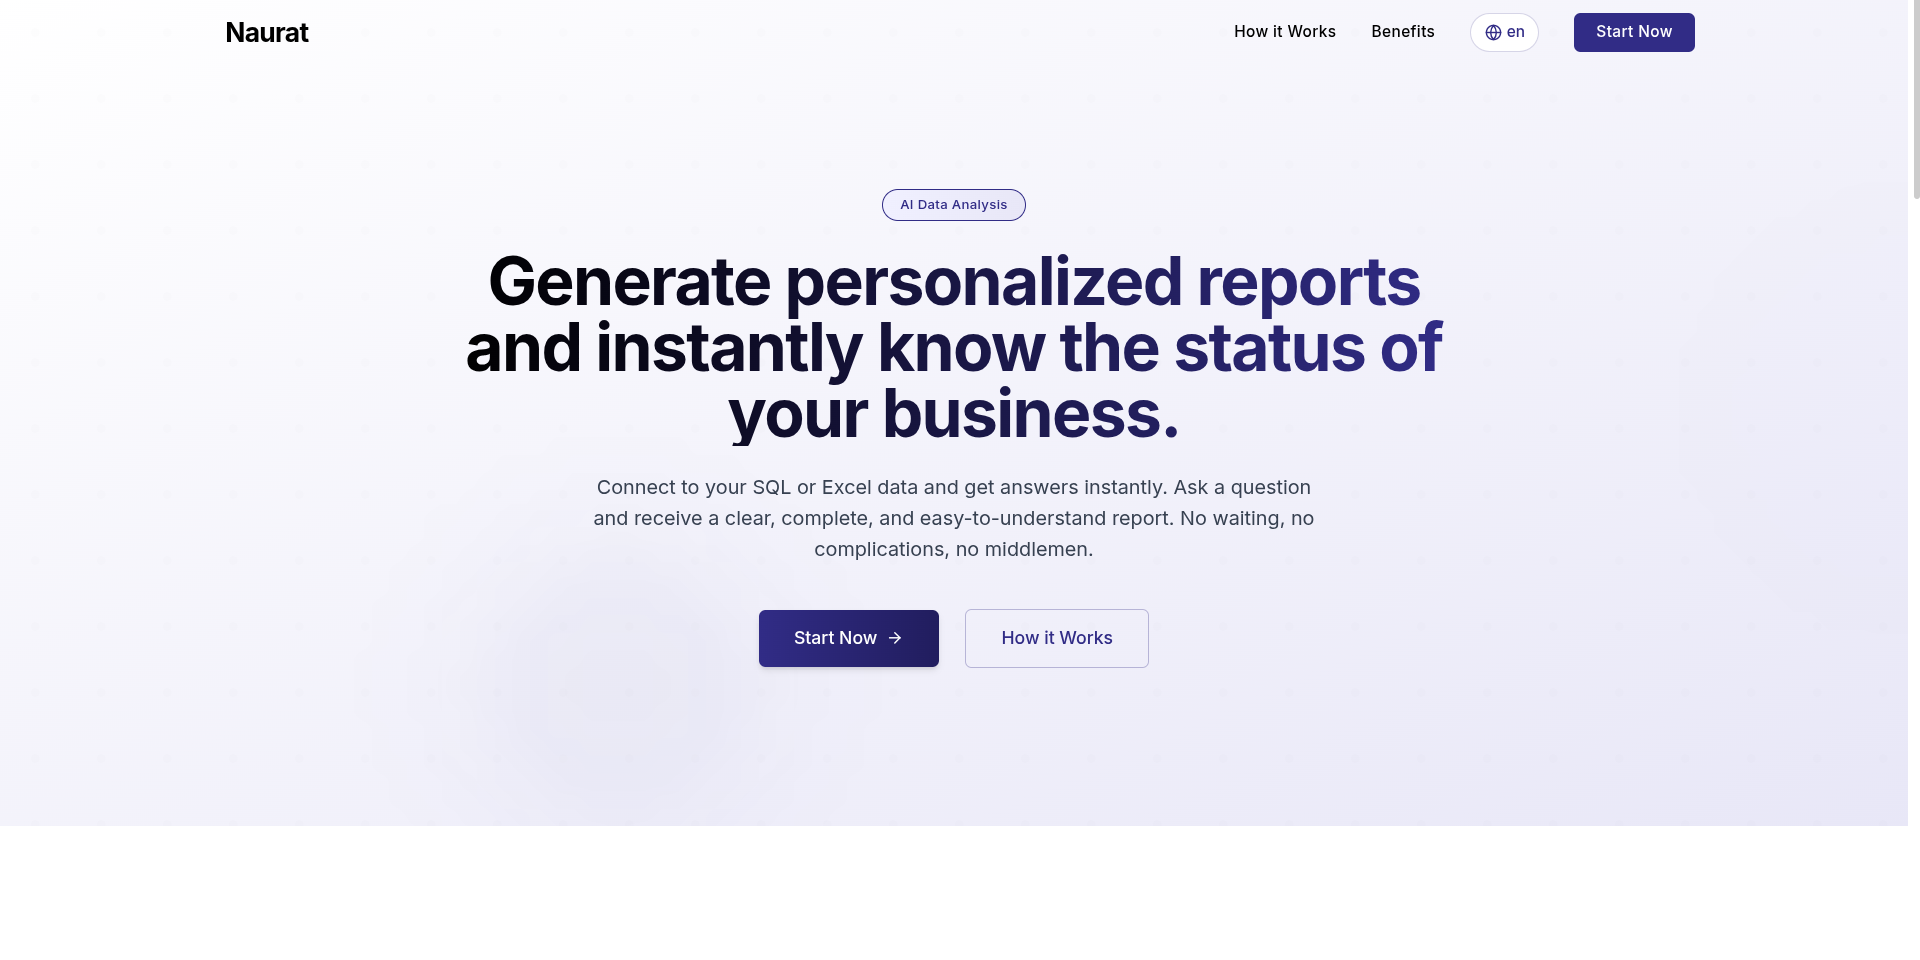 Naurat
How it Works
Benefits
en
Start Now
AI Data Analysis
Generate personalized reports
and instantly know the status of
your business.
Connect to your SQL or Excel data and get answers instantly. Ask a question
and receive a clear, complete, and easy-to-understand report. No waiting, no
complications, no middlemen.
Start Now →
How it Works